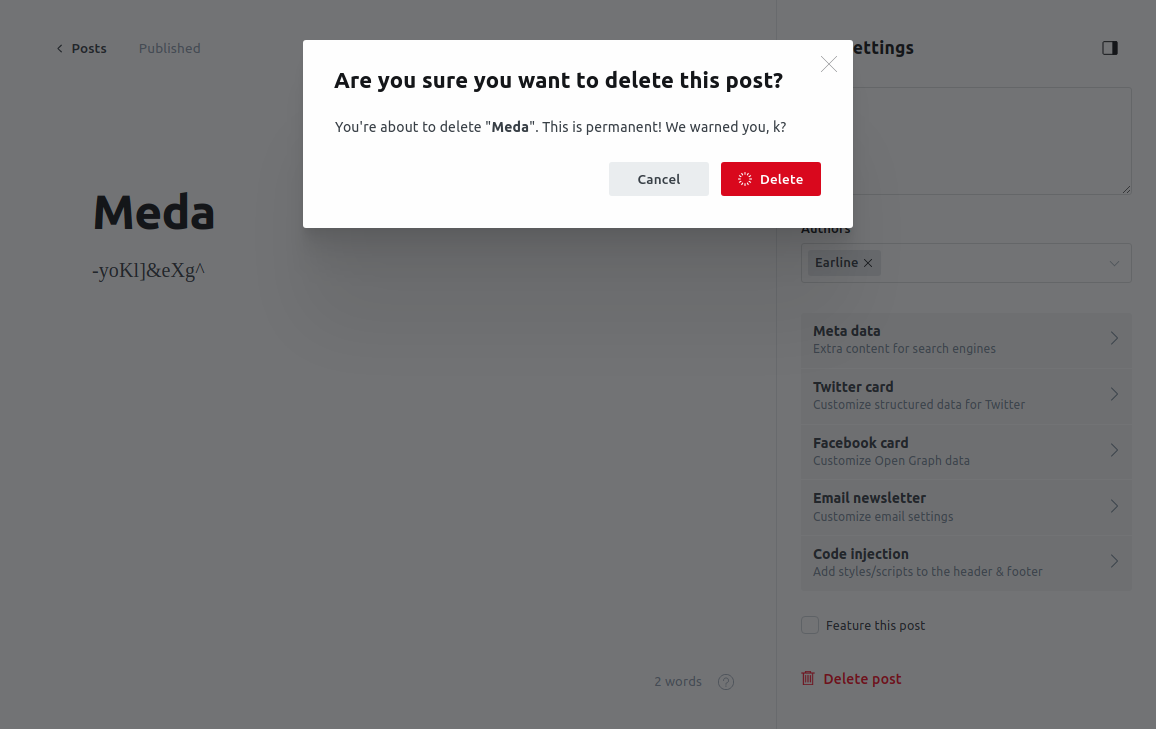 Posts
Published
ettings
Are you sure you want to delete this post?
You're about to delete "Meda". This is permanent! We warned you, k?
Cancel
Delete
Meda
-yoKl]&eXg^
Authors
Earline
Meta data
Extra content for search engines
Twitter card
Customize structured data for Twitter
Facebook card
Customize Open Graph data
Email newsletter
Customize email settings
Code injection
Add styles/scripts to the header & footer
Feature this post
2 words
?
Delete post